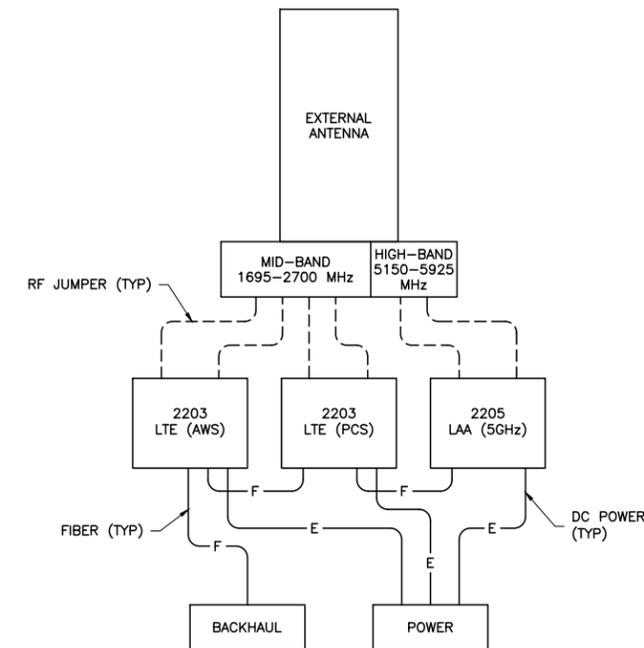 EXTERNAL
ANTENNA
MID-BAND
1695-2700 MHz
HIGH-BAND
5150-5925
MHz
RF JUMPER (TYP)
2203
LTE (AWS)
2203
LTE (PCS)
2205
LAA (5GHz)
F
F
FIBER (TYP)
F
E
E
E
DC POWER
(TYP)
BACKHAUL
POWER